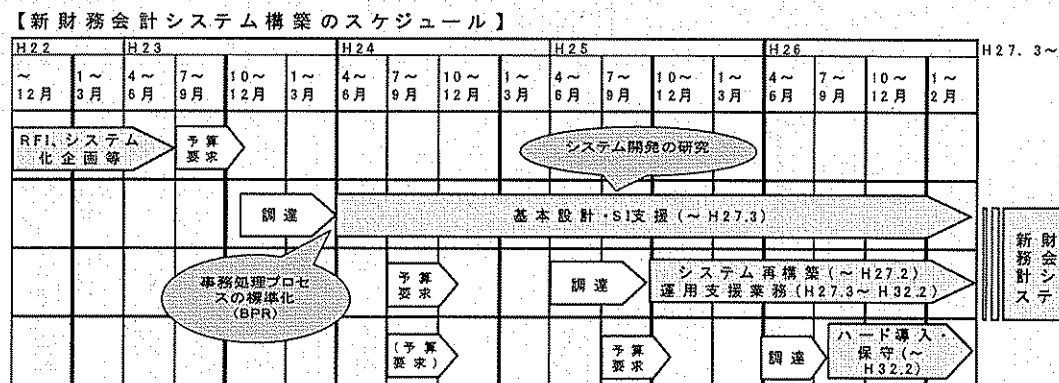 【新財務会計システム構築のスケジュール】
H22 H23 H24 H25 H26 H27.3～
～ 1～ 4～ 7～ 10～ 1～ 4～ 7～ 10～ 1～ 4～ 7～ 10～ 1～ 4～ 7～ 10～ 1～
12月 3月 6月 9月 12月 3月 6月 9月 12月 3月 6月 9月 12月 3月 6月 9月 12月 2月
RFI、システム
化企画等
予算
要求
システム開発の研究
調達
基本設計・SI支援(～H27.3)
事務処理プロセ
スの標準化
(BPR)
予算
要求
調達
システム再構築(～H27.2)
運用支援業務(H27.3～H32.2)
(予算
要求)
予算
要求
調達
ハード導入・
保守(～
H32.2)
新財
務会
計シ
ステ